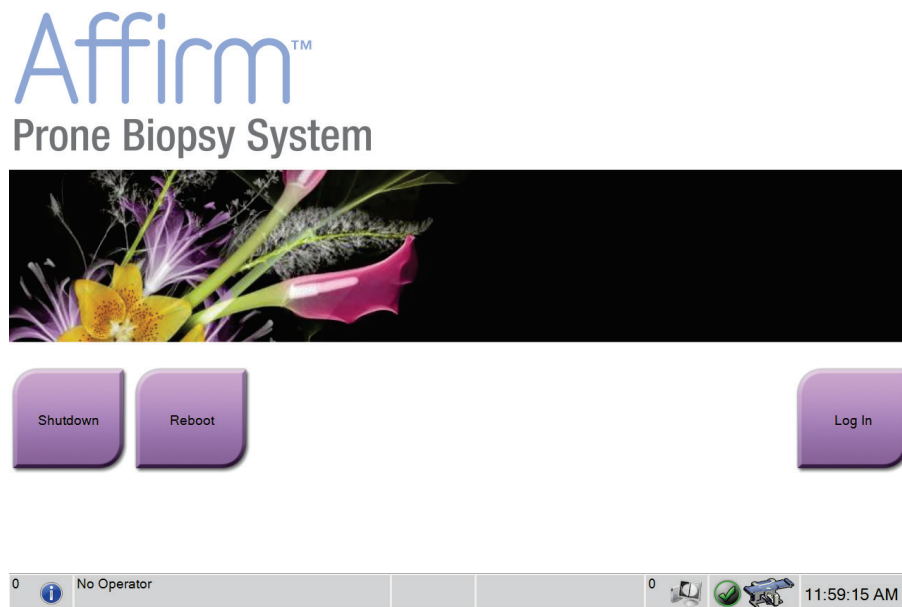 Affirm™
Prone Biopsy System
Shutdown
Reboot
Log In
0
No Operator
0
11:59:15 AM